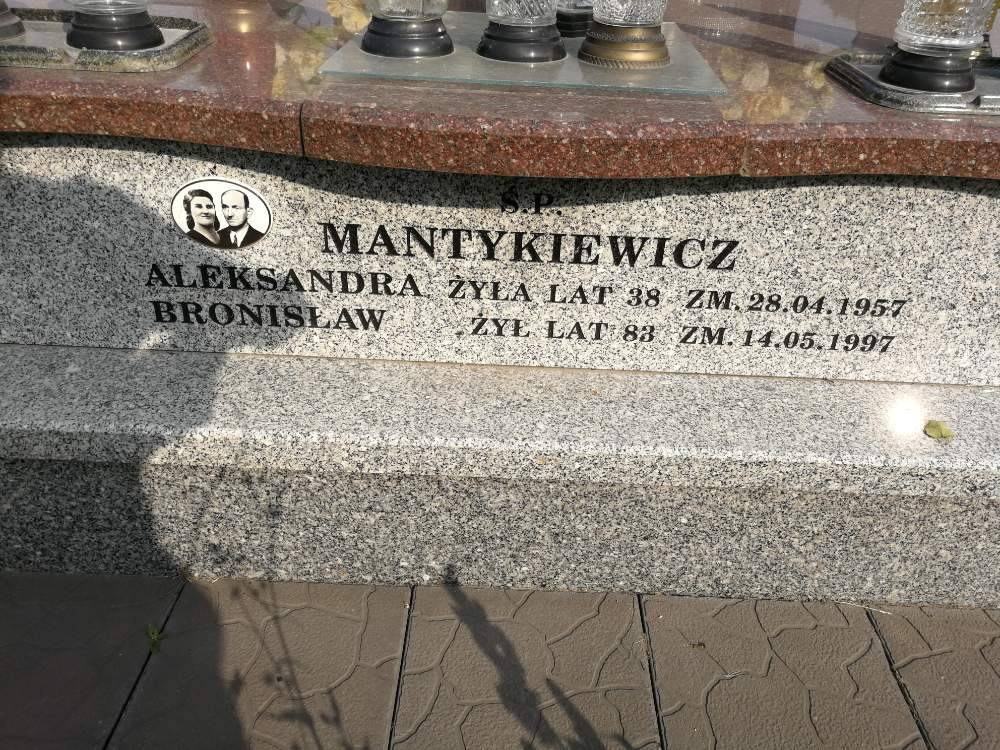 Ś.P.
MANTYKIEWICZ
ALEKSANDRA ŻYŁA LAT 38 ZM. 28.04.1957
BRONISŁAW ŻYŁ LAT 83 ZM. 14.05.1997